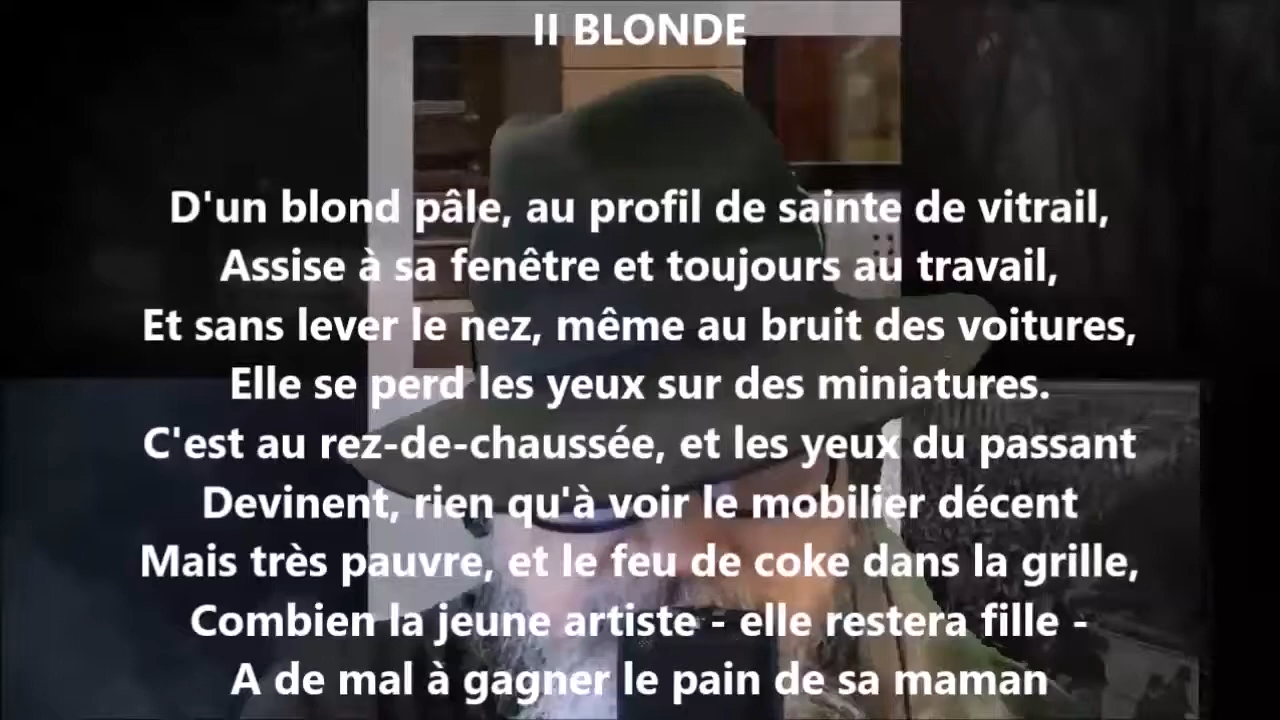 II BLONDE
D'un blond pâle, au profil de sainte de vitrail,
Assise à sa fenêtre et toujours au travail,
Et sans lever le nez, même au bruit des voitures,
Elle se perd les yeux sur des miniatures.
C'est au rez-de-chaussée, et les yeux du passant
Devinent, rien qu'à voir le mobilier décent
Mais très pauvre, et le feu de coke dans la grille,
Combien la jeune artiste - elle restera fille -
A de mal à gagner le pain de sa maman